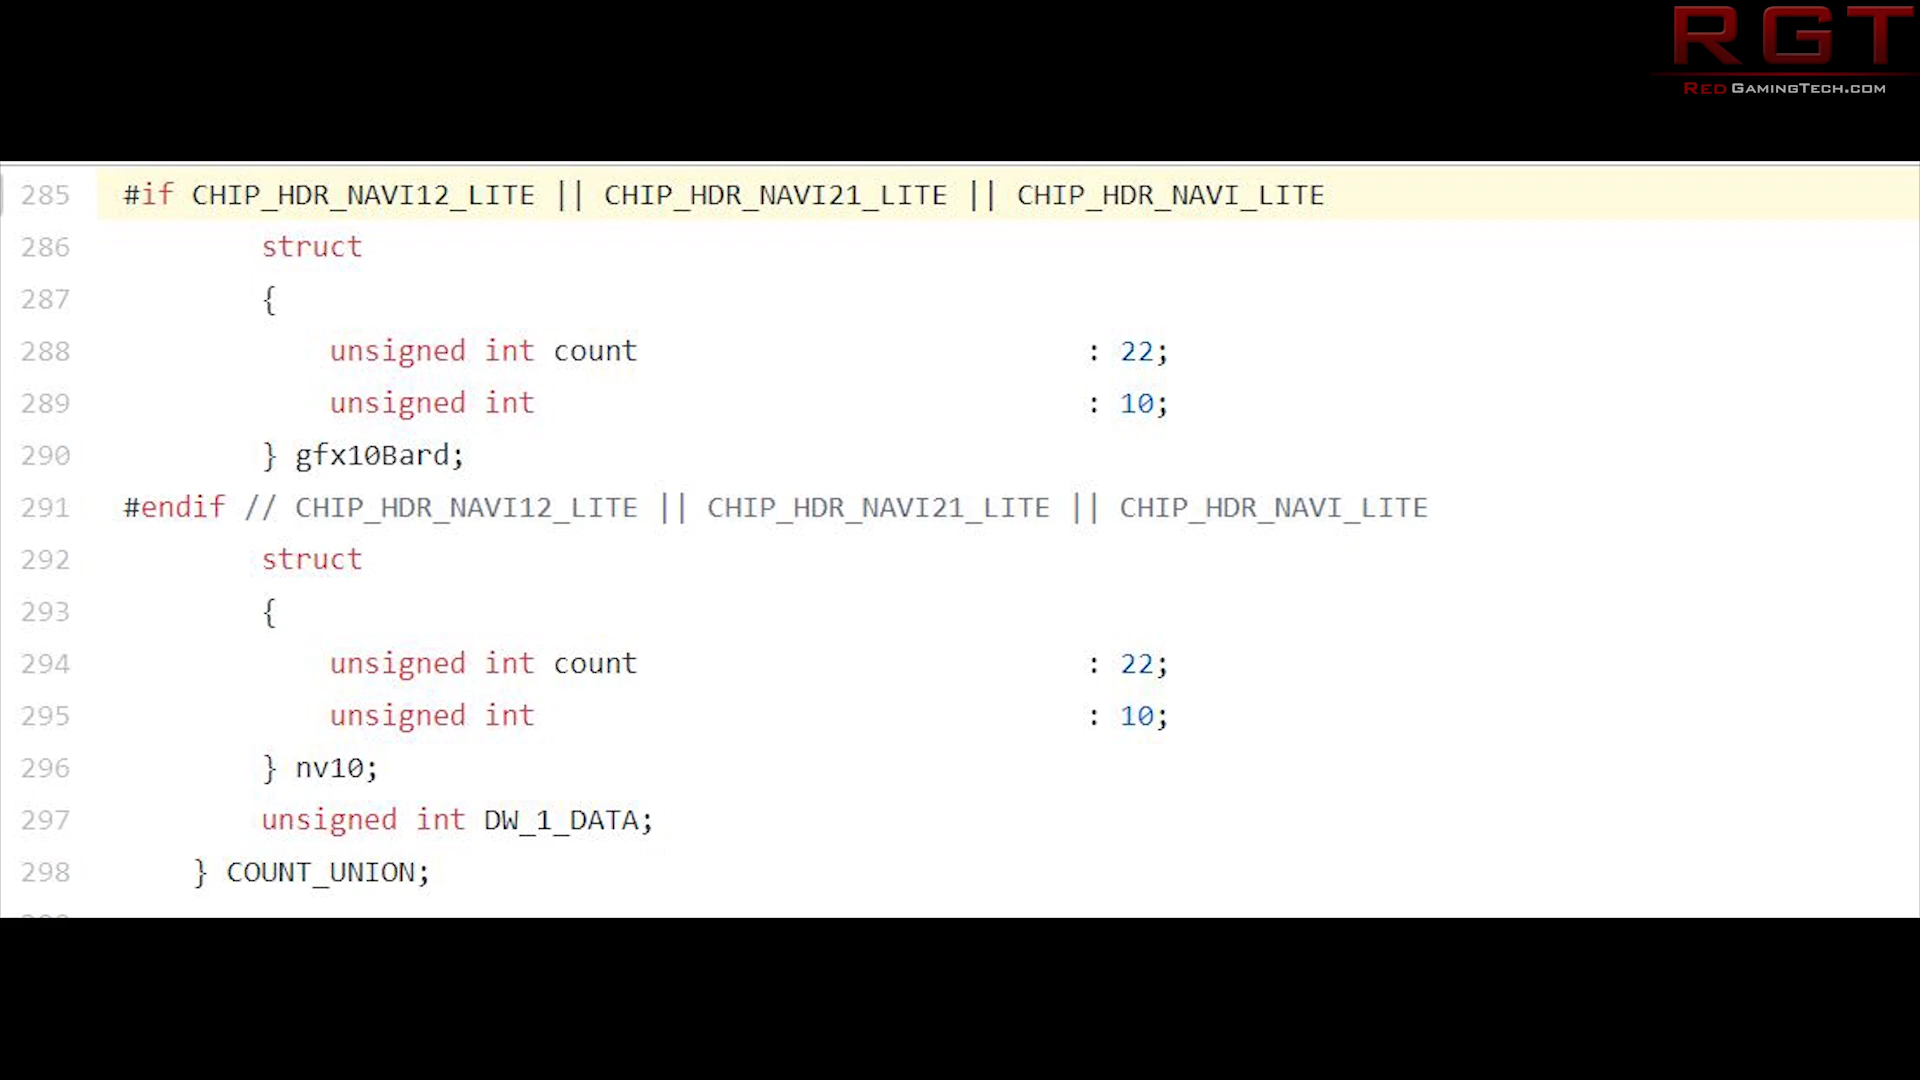 RGT
RedGamingTech.com
285 #if CHIP_HDR_NAVI12_LITE || CHIP_HDR_NAVI21_LITE || CHIP_HDR_NAVI_LITE
286 struct
287 {
288 unsigned int count : 22;
289 unsigned int : 10;
290 } gfx10Bard;
291 #endif // CHIP_HDR_NAVI12_LITE || CHIP_HDR_NAVI21_LITE || CHIP_HDR_NAVI_LITE
292 struct
293 {
294 unsigned int count : 22;
295 unsigned int : 10;
296 } nv10;
297 unsigned int DW_1_DATA;
298 } COUNT_UNION;